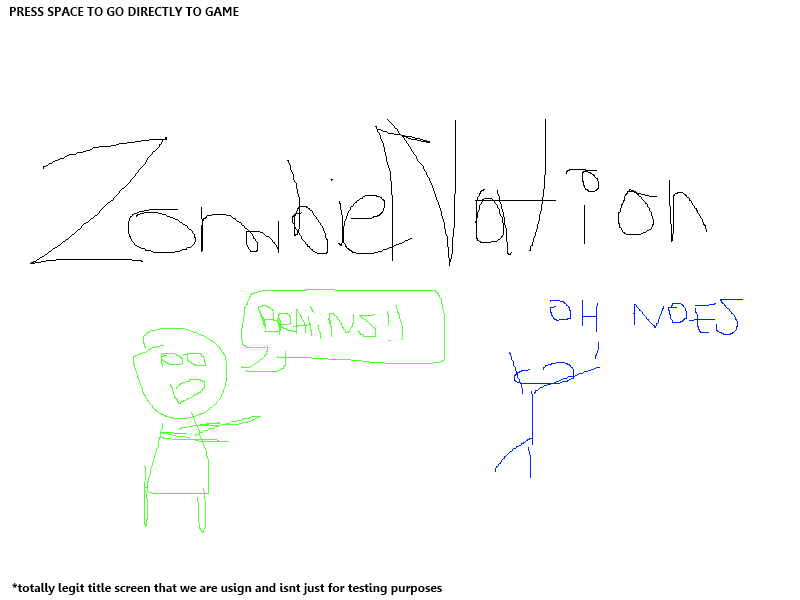 PRESS SPACE TO GO DIRECTLY TO GAME
ZombieNation
BRAiNS!!
OH NOES
*totally legit title screen that we are usign and isnt just for testing purposes